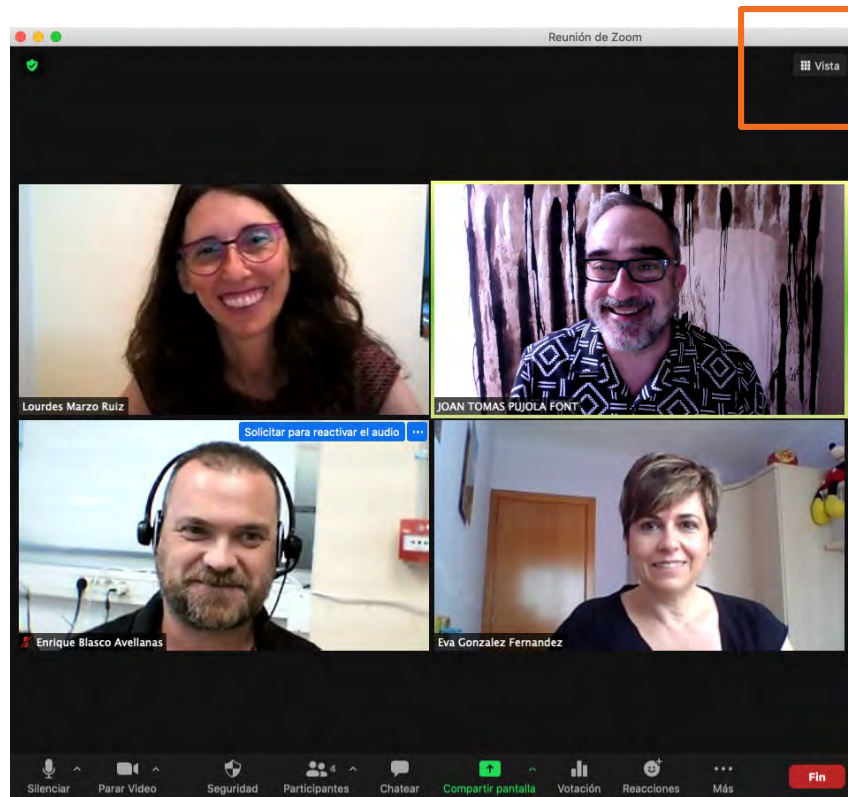 Reunión de Zoom
Vista
Lourdes Marzo Ruiz
JOAN TOMAS PUJOLA FONT
Solicitar para reactivar el audio ...
Enrique Blasco Avellanas
Eva Gonzalez Fernandez
4
Silenciar Parar Video Seguridad Participantes Chatear Compartir pantalla Votación Reacciones Más Fin